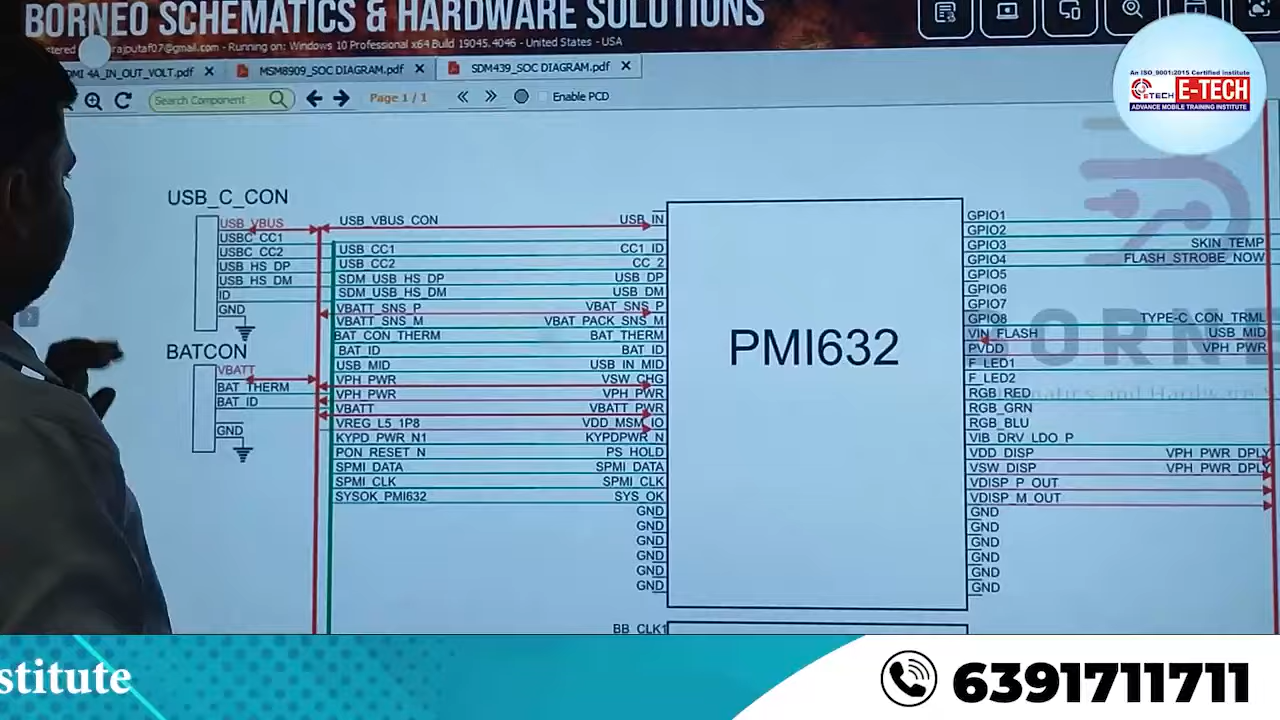 BORNEO SCHEMATICS & HARDWARE SOLUTIONS
rajputaf07@gmail.com - Running on: Windows 10 Professional x64 Build 19045.4046 - United States - USA
4A_IN_OUT_VOLT.pdf
MSM8909_SOC DIAGRAM.pdf
SDM439_SOC DIAGRAM.pdf
Search Component
Page 1 / 1
Enable PCD
An ISO_9001:2015 Certified Institute
ETECH
E-TECH
ADVANCE MOBILE TRAINING INSTITUTE
USB_C_CON
USB_VBUS
USBC_CC1
USBC_CC2
USB_HS_DP
USB_HS_DM
ID
GND
BATCON
VBATT
BAT_THERM
BAT_ID
GND
USB_VBUS_CON
USB_CC1
USB_CC2
SDM_USB_HS_DP
SDM_USB_HS_DM
VBATT_SNS_P
VBATT_SNS_M
BAT_CON_THERM
BAT_ID
USB_MID
VPH_PWR
VPH_PWR
VBATT
VREG_L5_1P8
KYPD_PWR_N1
PON_RESET_N
SPMI_DATA
SPMI_CLK
SYSOK_PMI632
USB_IN
CC1_ID
CC_2
USB_DP
USB_DM
VBAT_SNS_P
VBAT_PACK_SNS_M
BAT_THERM
BAT_ID
USB_IN_MID
VSW_CHG
VPH_PWR
VBATT_PWR
VDD_MSM_IO
KYPDPWR_N
PS_HOLD
SPMI_DATA
SPMI_CLK
SYS_OK
GND
GND
GND
GND
GND
GND
PMI632
GPIO1
GPIO2
GPIO3
GPIO4
GPIO5
GPIO6
GPIO7
GPIO8
VIN_FLASH
PVDD
F_LED1
F_LED2
RGB_RED
RGB_GRN
RGB_BLU
VIB_DRV_LDO_P
VDD_DISP
VSW_DISP
VDISP_P_OUT
VDISP_M_OUT
GND
GND
GND
GND
GND
GND
SKIN_TEMP
FLASH_STROBE_NOW
TYPE-C_CON_TRML
USB_MID
VPH_PWR
VPH_PWR_DPLY
VPH_PWR_DPLY
ORNE
BB_CLK1
stitute
6391711711